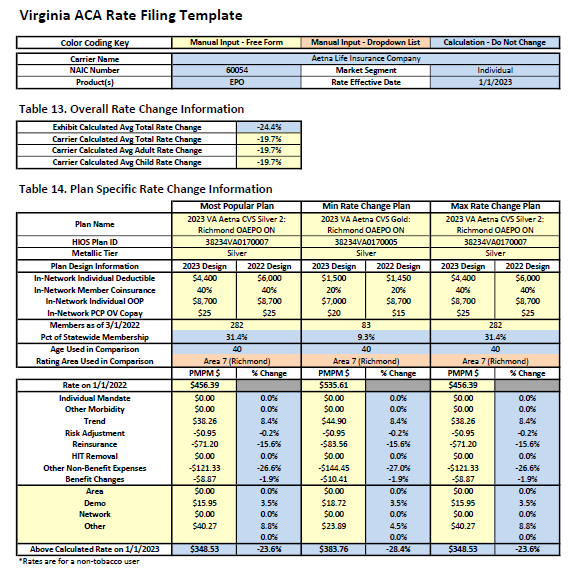 Virginia ACA Rate Filing Template
Color Coding Key Manual Input - Free Form Manual Input - Dropdown List Calculation - Do Not Change
Carrier Name Aetna Life Insurance Company
NAIC Number 60054 Market Segment Individual
Product(s) EPO Rate Effective Date 1/1/2023
Table 13. Overall Rate Change Information
Exhibit Calculated Avg Total Rate Change -24.4%
Carrier Calculated Avg Total Rate Change -19.7%
Carrier Calculated Avg Adult Rate Change -19.7%
Carrier Calculated Avg Child Rate Change -19.7%
Table 14. Plan Specific Rate Change Information
Most Popular Plan Min Rate Change Plan Max Rate Change Plan
Plan Name 2023 VA Aetna CVS Silver 2: Richmond OAEPO ON 2023 VA Aetna CVS Gold: Richmond OAEPO ON 2023 VA Aetna CVS Silver 2: Richmond OAEPO ON
HIOS Plan ID 38234VA0170007 38234VA0170005 38234VA0170007
Metallic Tier Silver Silver Silver
Plan Design Information 2023 Design 2022 Design 2023 Design 2022 Design 2023 Design 2022 Design
In-Network Individual Deductible $4,400 $6,000 $1,500 $1,450 $4,400 $6,000
In-Network Member Coinsurance 40% 40% 20% 20% 40% 40%
In-Network Individual OOP $8,700 $8,700 $7,000 $8,700 $8,700 $8,700
In-Network PCP OV Copay $25 $25 $20 $15 $25 $25
Members as of 3/1/2022 282 83 282
Pct of Statewide Membership 31.4% 9.3% 31.4%
Age Used in Comparison 40 40 40
Rating Area Used in Comparison Area 7 (Richmond) Area 7 (Richmond) Area 7 (Richmond)
PMPM $ % Change PMPM $ % Change PMPM $ % Change
Rate on 1/1/2022 $456.39 $535.61 $456.39
Individual Mandate $0.00 0.0% $0.00 0.0% $0.00 0.0%
Other Morbidity $0.00 0.0% $0.00 0.0% $0.00 0.0%
Trend $38.26 8.4% $44.90 8.4% $38.26 8.4%
Risk Adjustment -$0.95 -0.2% -$0.95 -0.2% -$0.95 -0.2%
Reinsurance -$71.20 -15.6% -$83.56 -15.6% -$71.20 -15.6%
HIT Removal $0.00 0.0% $0.00 0.0% $0.00 0.0%
Other Non-Benefit Expenses -$121.33 -26.6% -$144.45 -27.0% -$121.33 -26.6%
Benefit Changes -$8.87 -1.9% -$10.41 -1.9% -$8.87 -1.9%
Area $0.00 0.0% $0.00 0.0% $0.00 0.0%
Demo $15.95 3.5% $18.72 3.5% $15.95 3.5%
Network $0.00 0.0% $0.00 0.0% $0.00 0.0%
Other $40.27 8.8% $23.89 4.5% $40.27 8.8%
0.0% 0.0% 0.0%
Above Calculated Rate on 1/1/2023 $348.53 -23.6% $383.76 -28.4% $348.53 -23.6%
*Rates are for a non-tobacco user